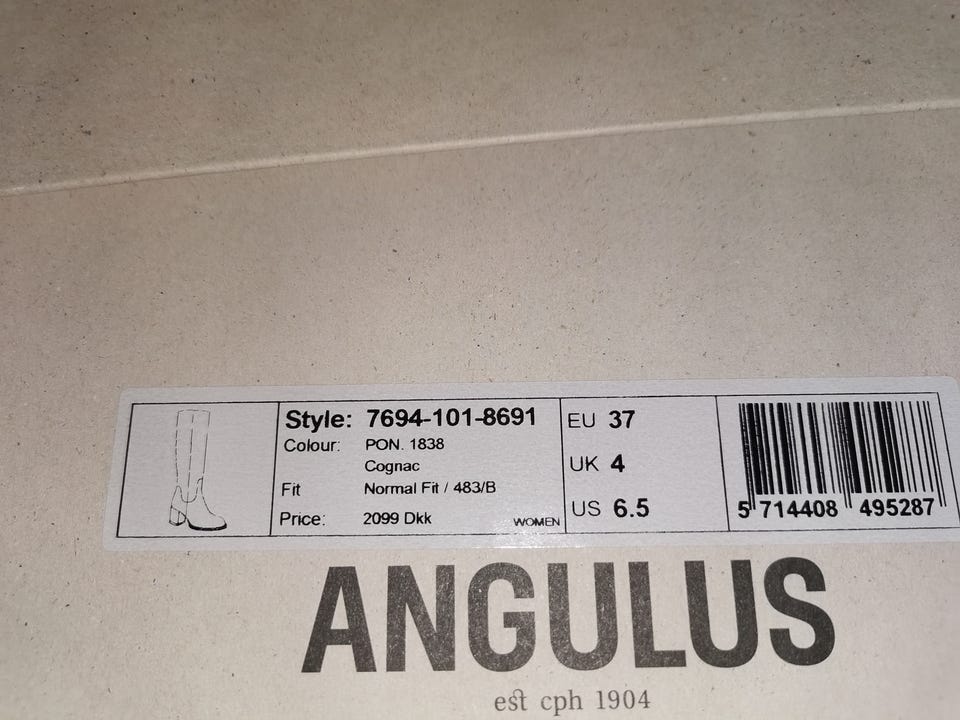 Style: 7694-101-8691
Colour: PON. 1838
Cognac
Fit Normal Fit / 483/B
Price: 2099 Dkk
WOMEN
EU 37
UK 4
US 6.5
5 714408 495287
ANGULUS
est cph 1904